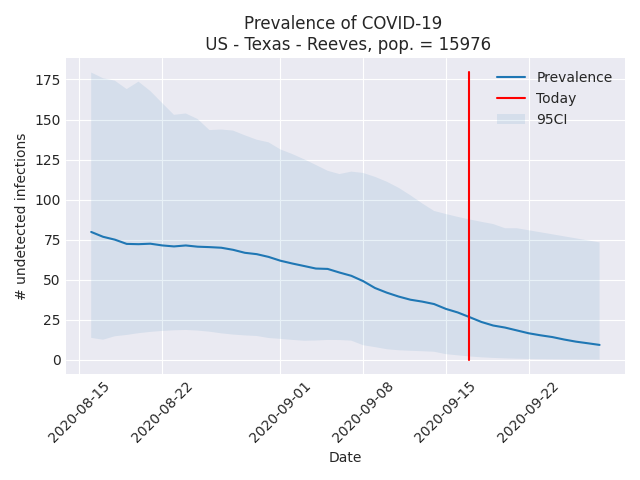 Prevalence of COVID-19
US - Texas - Reeves, pop. = 15976
# undetected infections
175
150
125
100
75
50
25
0
Prevalence
Today
95CI
2020-08-15
2020-08-22
2020-09-01
2020-09-08
2020-09-15
2020-09-22
Date